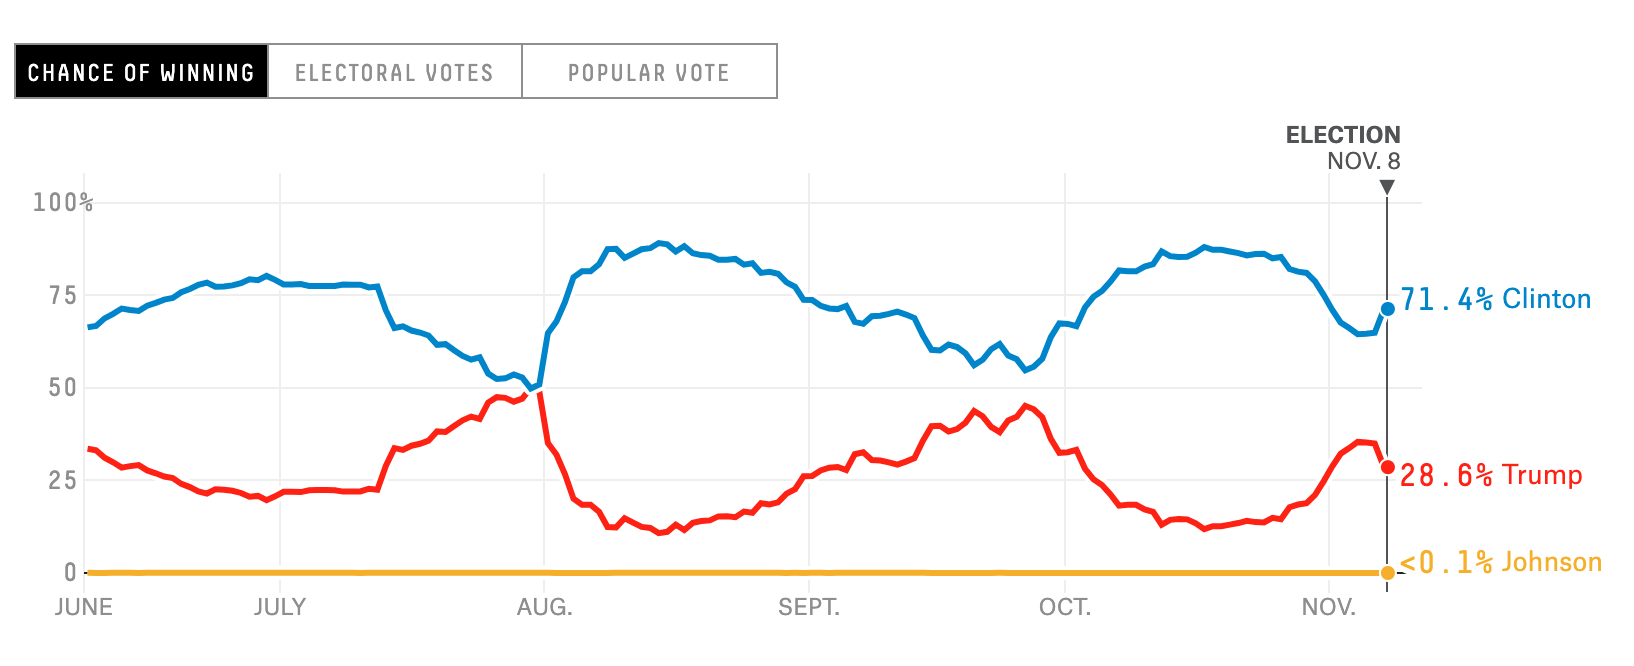 CHANCE OF WINNING
ELECTORAL VOTES
POPULAR VOTE
ELECTION
NOV. 8
100%
75
50
25
0
71.4% Clinton
28.6% Trump
<0.1% Johnson
JUNE
JULY
AUG.
SEPT.
OCT.
NOV.